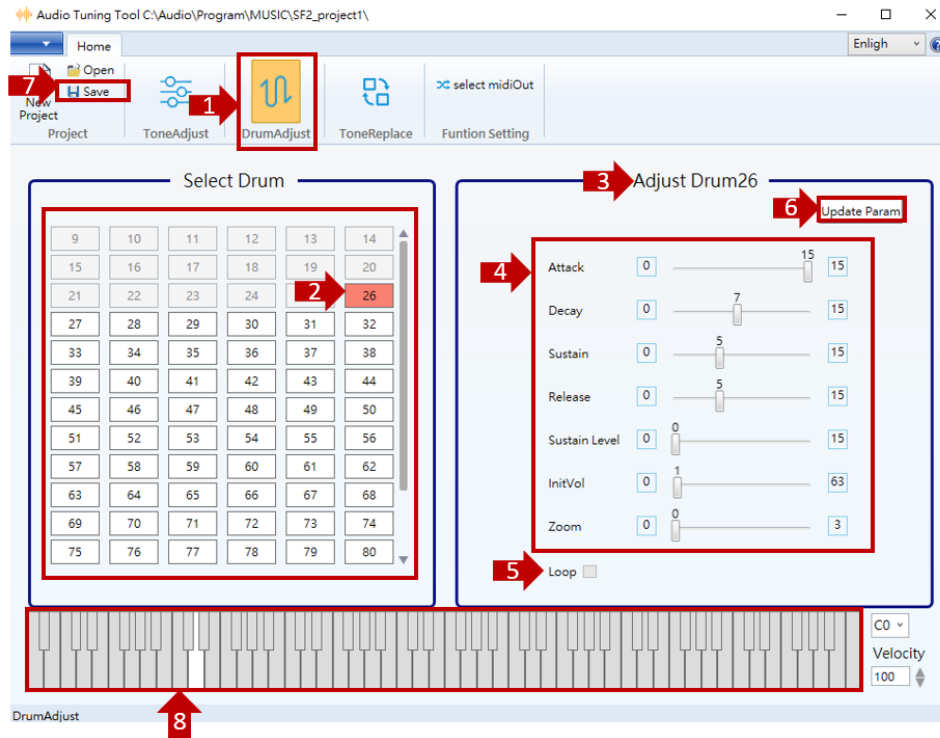 Audio Tuning Tool C:\Audio\Program\MUSIC\SF2_project1\
Home
Enligh
Open
Save
7
New
Project
Project
1
ToneAdjust
DrumAdjust
ToneReplace
select midiOut
Funtion Setting
Select Drum
9 10 11 12 13 14
15 16 17 18 19 20
21 22 23 24 2 26
27 28 29 30 31 32
33 34 35 36 37 38
39 40 41 42 43 44
45 46 47 48 49 50
51 52 53 54 55 56
57 58 59 60 61 62
63 64 65 66 67 68
69 70 71 72 73 74
75 76 77 78 79 80
3 Adjust Drum26
6 Update Param
4
Attack 0 15 15
Decay 0 7 15
Sustain 0 5 15
Release 0 5 15
Sustain Level 0 0 15
InitVol 0 1 63
Zoom 0 0 3
5 Loop
C0
Velocity
100
8
DrumAdjust